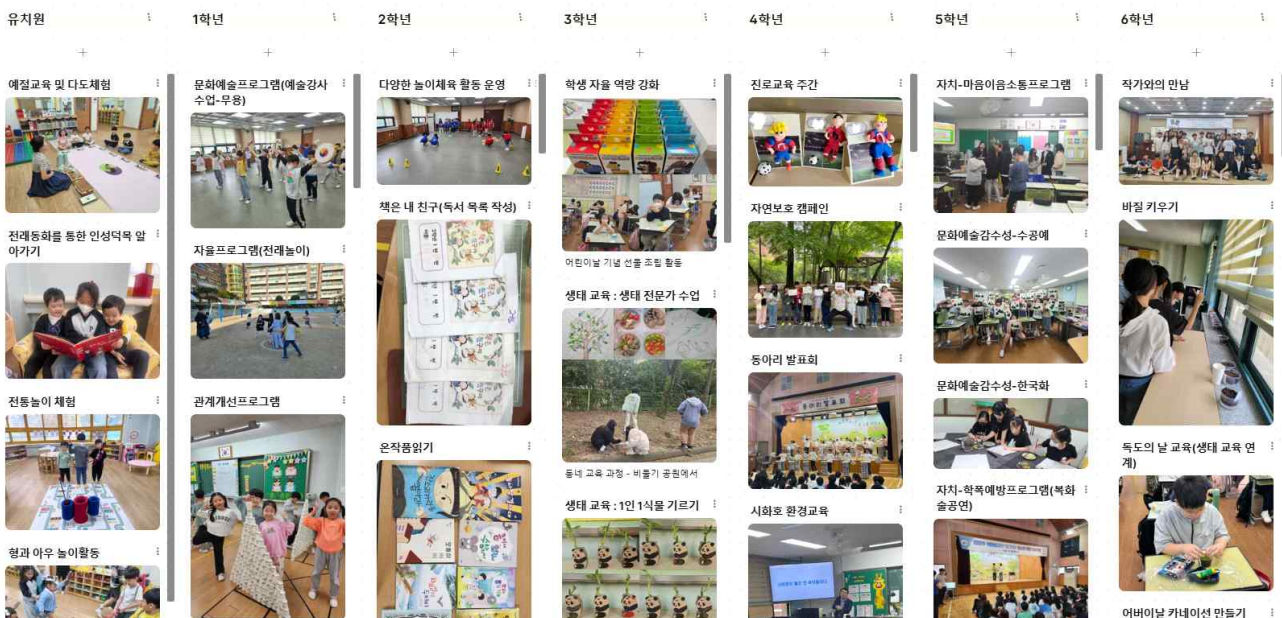 유치원
예절교육 및 다도체험
전래동화를 통한 인성덕목 알
아가기
전통놀이 체험
형과 아우 놀이활동
1학년
문화예술프로그램(예술강사
수업-무용)
자율프로그램(전래놀이)
관계개선프로그램
2학년
다양한 놀이체육 활동 운영
책은 내 친구(독서 목록 작성)
온작품읽기
3학년
학생 자율 역량 강화
어린이날 기념 선물 조립 활동
생태 교육 : 생태 전문가 수업
동네 교육 과정 - 비둘기 공원에서
생태 교육 : 1인 1식물 기르기
4학년
진로교육 주간
자연보호 캠페인
동아리 발표회
동아리발표회
시화호 환경교육
5학년
자치-마음이음소통프로그램
문화예술감수성-수공예
문화예술감수성-한국화
자치-학폭예방프로그램(복화
술공연)
6학년
작가와의 만남
바질 키우기
독도의 날 교육(생태 교육 연
계)
어버이날 카네이션 만들기